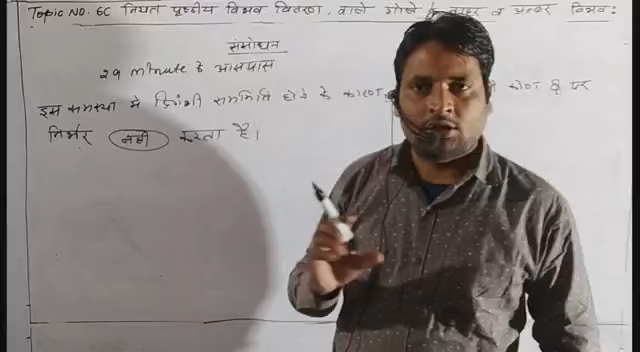 Topic NO. 6C नियत पृष्ठीय विभव वितरण वाले गोले के बाहर व अन्दर विभव :
संसोधन
29 minute के आसपास
इस समस्या मे दिगंशी सममिति होने के कारण कोण ϕ पर
निर्भर नही करता है।